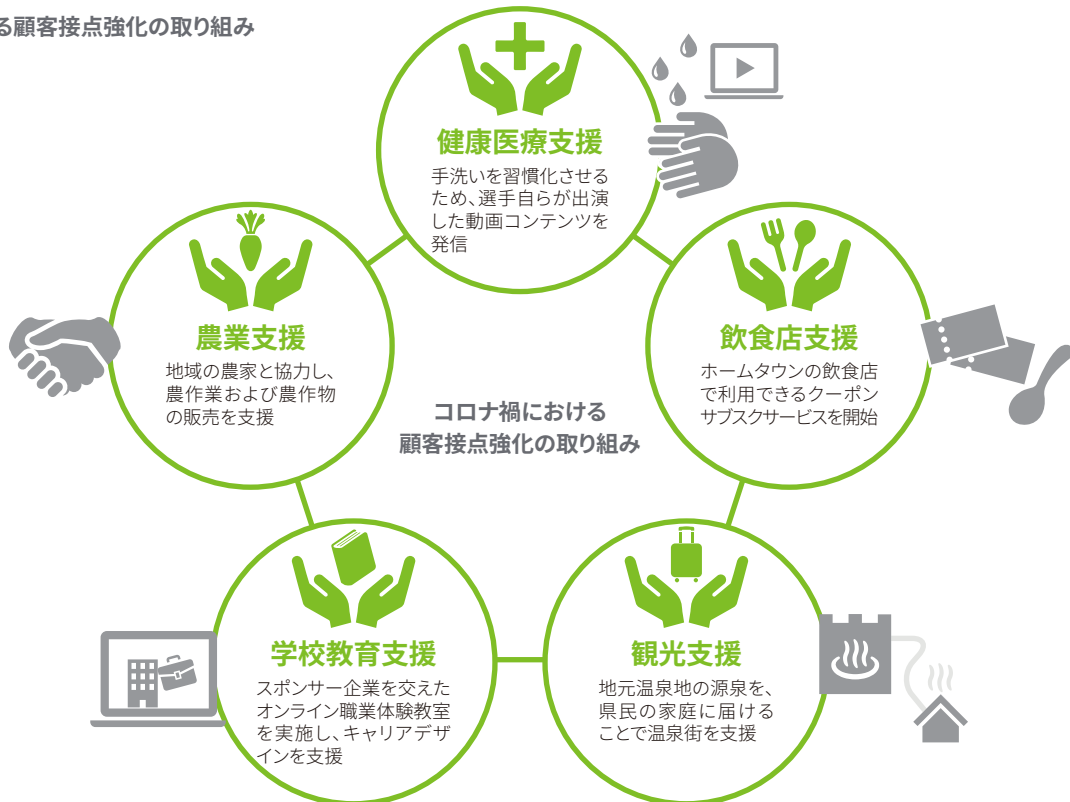 る顧客接点強化の取り組み
健康医療支援
手洗いを習慣化させる
ため、選手自らが出演
した動画コンテンツを
発信
農業支援
地域の農家と協力し、
農作業および農作物
の販売を支援
飲食店支援
ホームタウンの飲食店
で利用できるクーポン
サブスクサービスを開始
コロナ禍における
顧客接点強化の取り組み
学校教育支援
スポンサー企業を交えた
オンライン職業体験教室
を実施し、キャリアデザ
インを支援
観光支援
地元温泉地の源泉を、
県民の家庭に届ける
ことで温泉街を支援